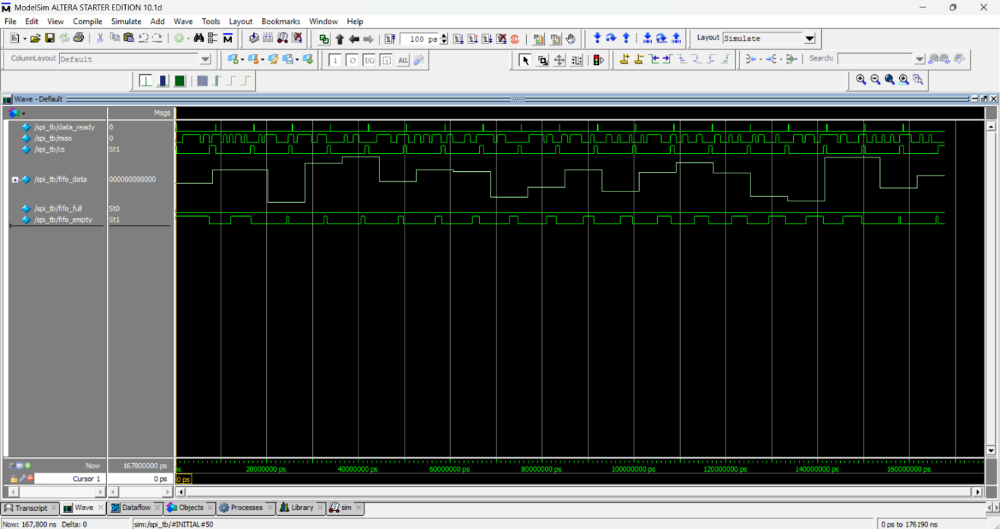 ModelSim ALTERA STARTER EDITION 10.1d
File Edit View Compile Simulate Add Wave Tools Layout Bookmarks Window Help
100 ps Layout Simulate
ColumnLayout Default Search:
Wave - Default
Msgs
/spi_tb/data_ready 0
/spi_tb/miso 0
/spi_tb/cs St1
/spi_tb/fifo_data 000000000000
/spi_tb/fifo_full St0
/spi_tb/fifo_empty St1
Now 167800000 ps 20000000 ps 40000000 ps 60000000 ps 80000000 ps 100000000 ps 120000000 ps 140000000 ps 160000000 ps
Cursor 1 0 ps 0 ps
Transcript Wave Dataflow Objects Processes Library sim
Now: 167,800 ns Delta: 0 sim:/spi_tb/#INITIAL#50 0 ps to 176190 ns